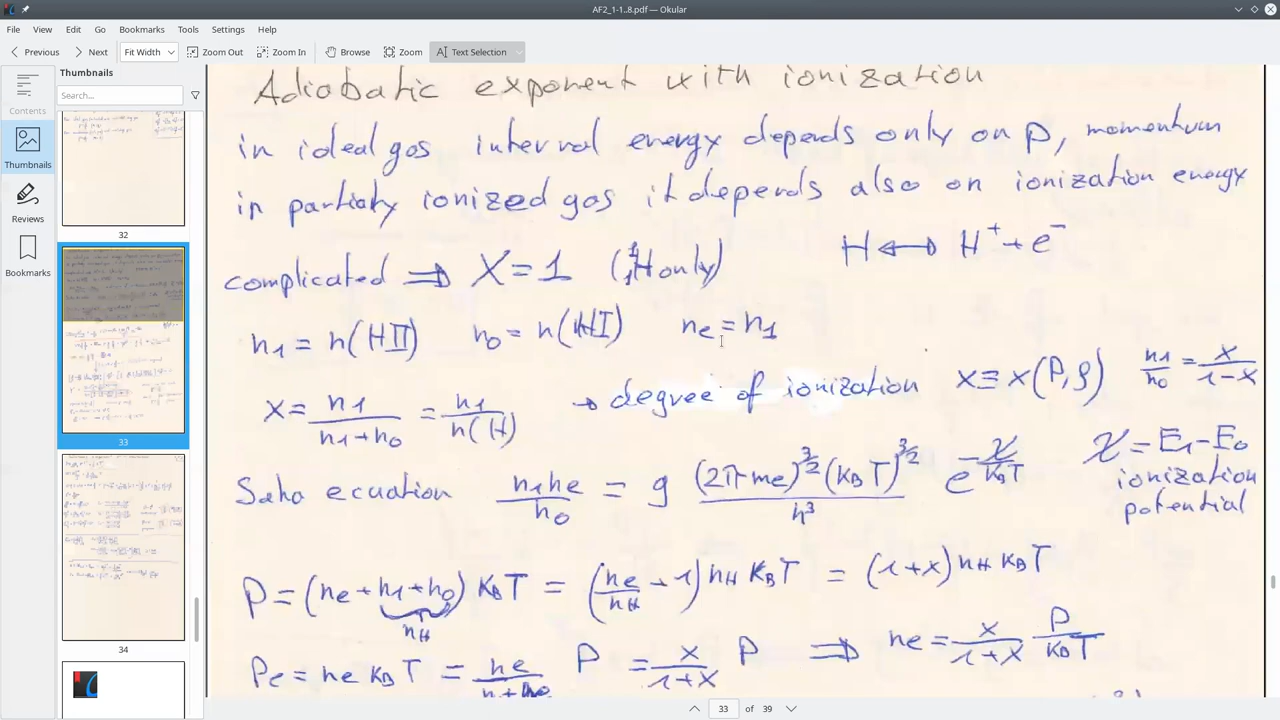 AF2_1-1..8.pdf — Okular
File View Edit Go Bookmarks Tools Settings Help
Previous Next Fit Width Zoom Out Zoom In Browse Zoom Text Selection
Thumbnails
Search...
Contents
Thumbnails
Reviews
Bookmarks
32
33
34
Adiabatic exponent with ionization
in ideal gas internal energy depends only on P, momentum
in partialy ionized gas it depends also on ionization energy
complicated ⇒ X=1 (¹₁H only) H ↔ H⁺+e⁻
n₁ = n(HII) n₀ = n(HI) nₑ = n₁
x = n₁/(n₁+n₀) = n₁/n(H) → degree of ionization x ≡ x(P,ρ) n₁/n₀ = x/(1-x)
Saha ecuation n₁nₑ/n₀ = g (2πmₑ)^(3/2) (K_BT)^(3/2) / h³ e^(-χ/K_BT) χ = E₁-E₀
ionization
potential
P = (nₑ+n₁+n₀) K_BT = (nₑ/n_H + 1) n_H K_BT = (1+x) n_H K_BT
n_H
Pₑ = nₑ K_BT = P = x/(1+x) P ⇒ nₑ = x/(1+x) P/K_BT
33 of 39